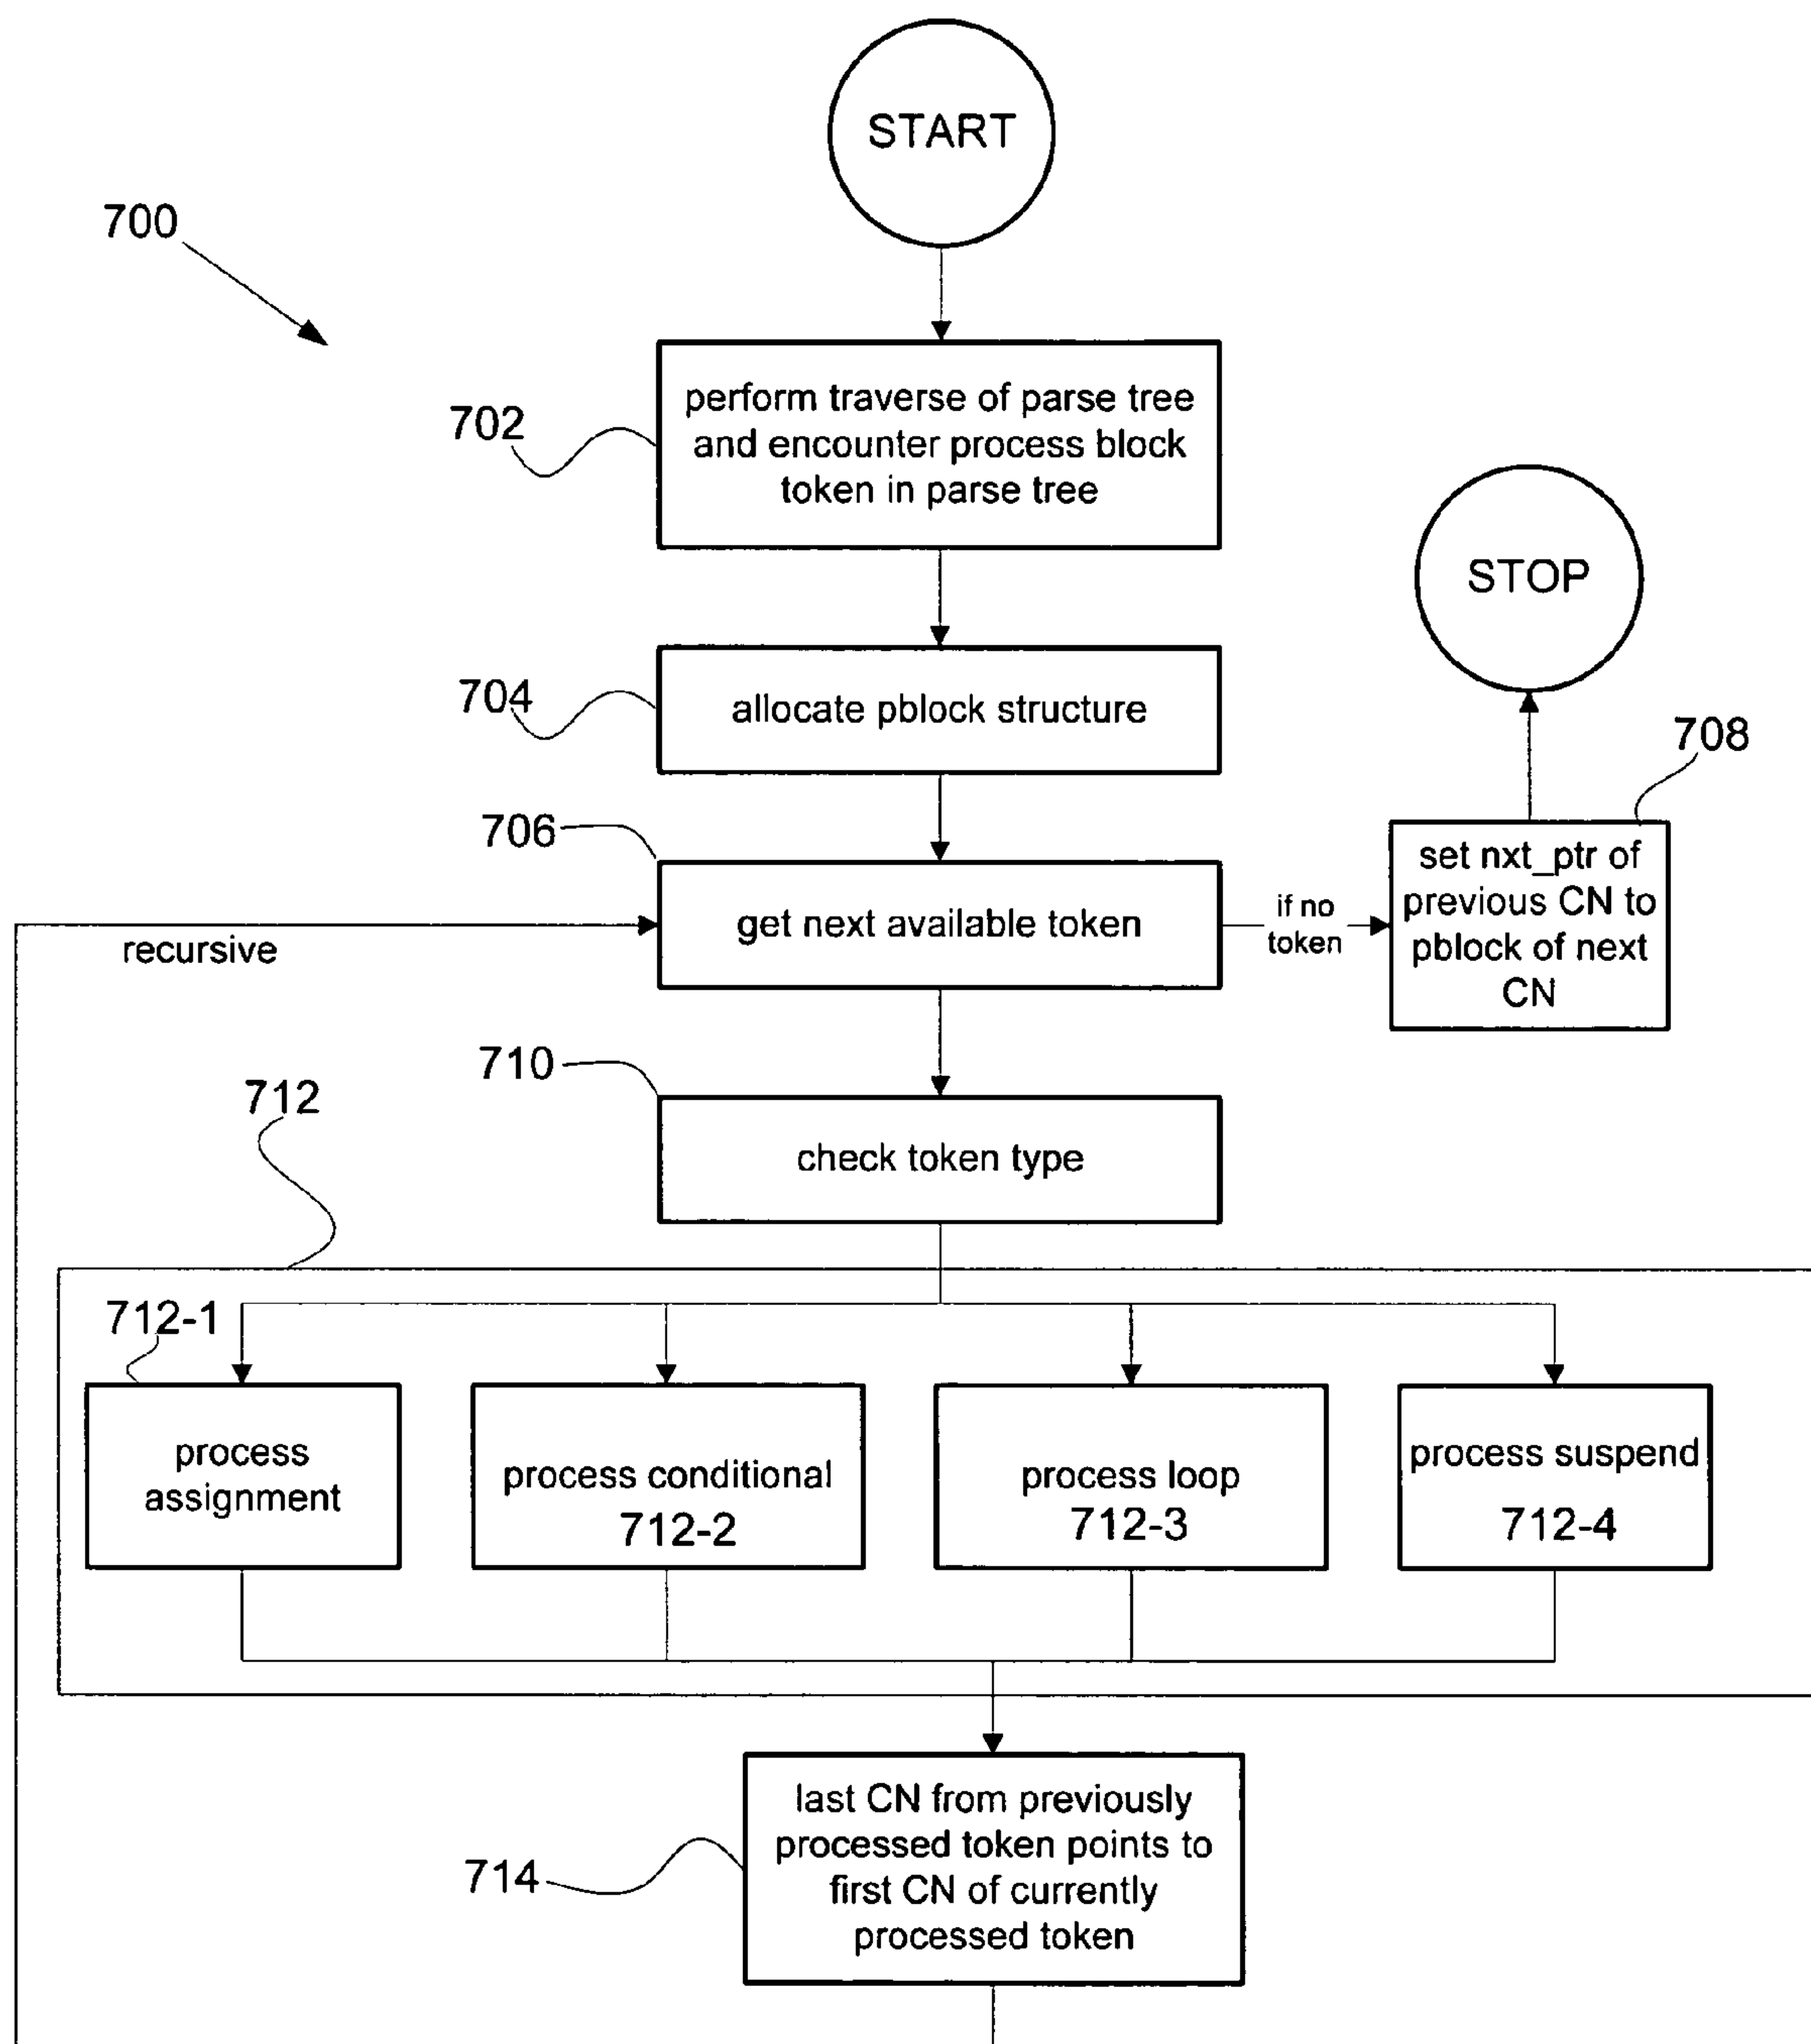 START
700
702
perform traverse of parse tree
and encounter process block
token in parse tree
STOP
704
allocate pblock structure
708
706
get next available token
if no
token
set nxt_ptr of
previous CN to
pblock of next
CN
recursive
710
712
check token type
712-1
process
assignment
process conditional
712-2
process loop
712-3
process suspend
712-4
714
last CN from previously
processed token points to
first CN of currently
processed token